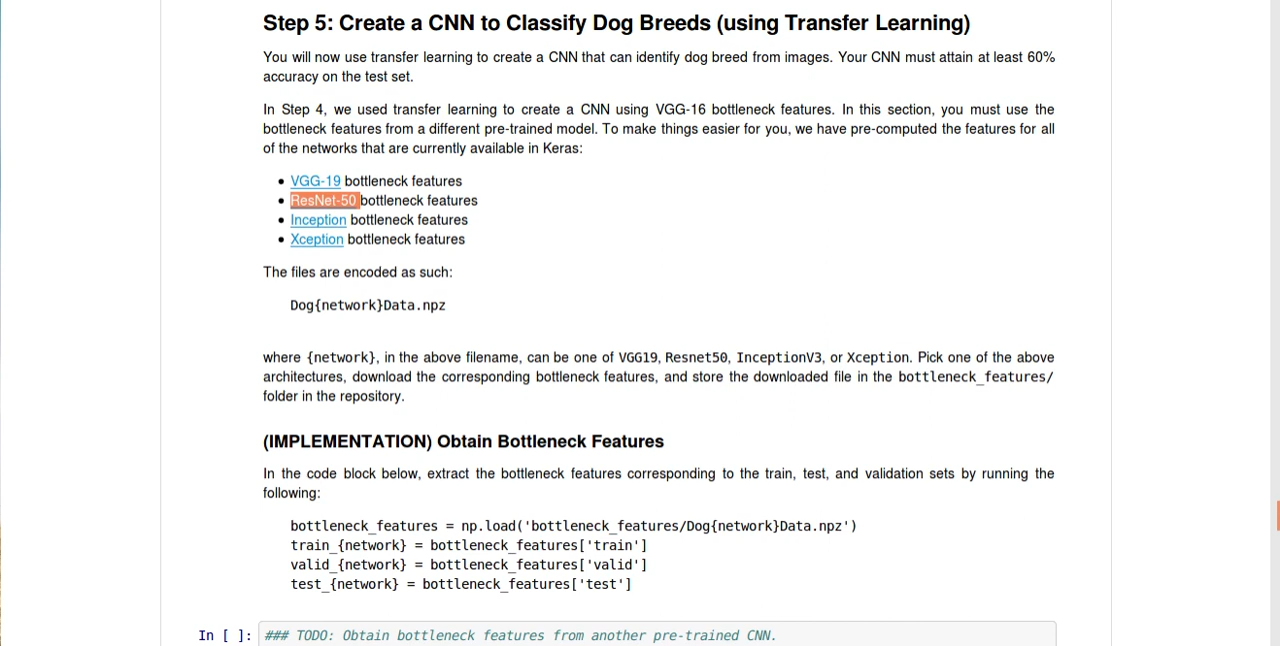 Step 5: Create a CNN to Classify Dog Breeds (using Transfer Learning)
You will now use transfer learning to create a CNN that can identify dog breed from images. Your CNN must attain at least 60%
accuracy on the test set.
In Step 4, we used transfer learning to create a CNN using VGG-16 bottleneck features. In this section, you must use the
bottleneck features from a different pre-trained model. To make things easier for you, we have pre-computed the features for all
of the networks that are currently available in Keras:
• VGG-19 bottleneck features
• ResNet-50 bottleneck features
• Inception bottleneck features
• Xception bottleneck features
The files are encoded as such:
Dog{network}Data.npz
where {network}, in the above filename, can be one of VGG19, Resnet50, InceptionV3, or Xception. Pick one of the above
architectures, download the corresponding bottleneck features, and store the downloaded file in the bottleneck_features/
folder in the repository.
(IMPLEMENTATION) Obtain Bottleneck Features
In the code block below, extract the bottleneck features corresponding to the train, test, and validation sets by running the
following:
bottleneck_features = np.load('bottleneck_features/Dog{network}Data.npz')
train_{network} = bottleneck_features['train']
valid_{network} = bottleneck_features['valid']
test_{network} = bottleneck_features['test']
In [ ]: ### TODO: Obtain bottleneck features from another pre-trained CNN.